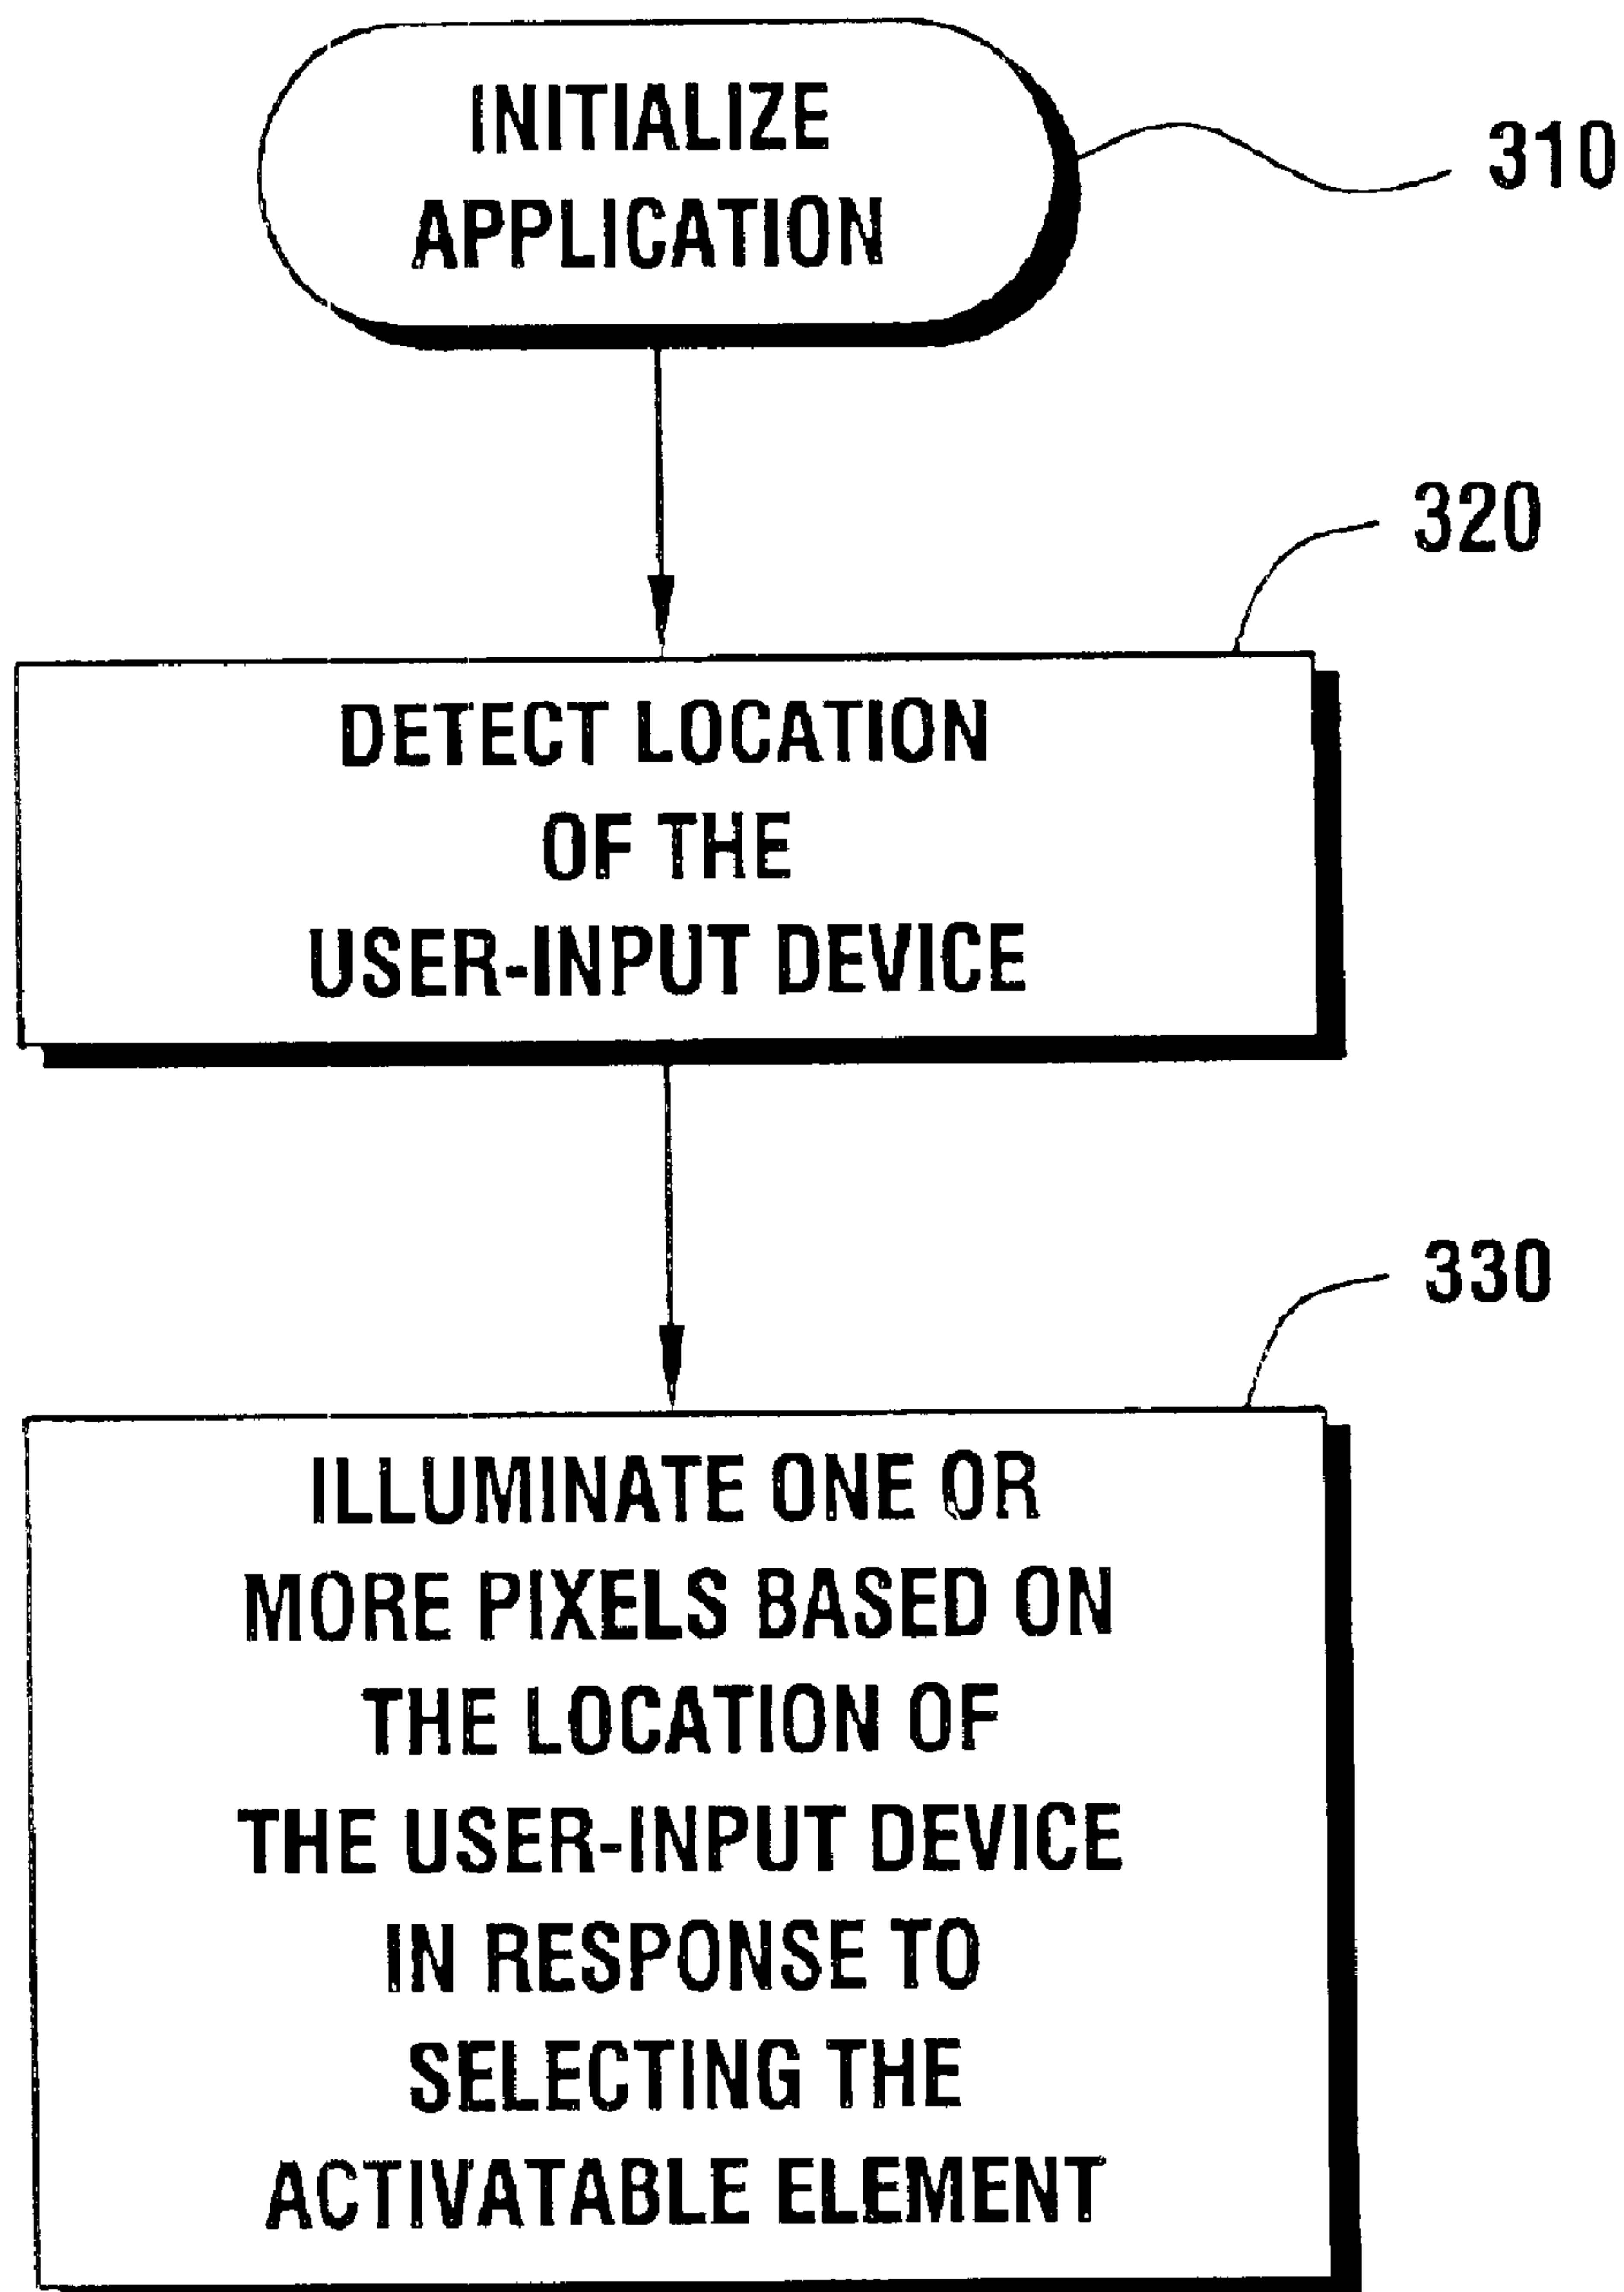 INITIALIZE
APPLICATION
310
320
DETECT LOCATION
OF THE
USER-INPUT DEVICE
330
ILLUMINATE ONE OR
MORE PIXELS BASED ON
THE LOCATION OF
THE USER-INPUT DEVICE
IN RESPONSE TO
SELECTING THE
ACTIVATABLE ELEMENT